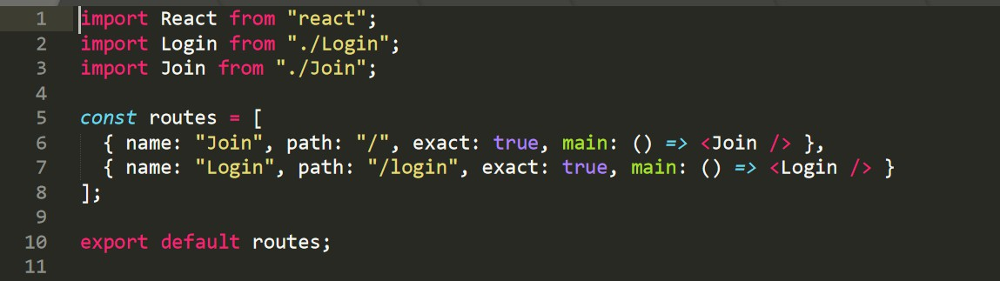 1 import React from "react";
2 import Login from "./Login";
3 import Join from "./Join";
4
5 const routes = [
6   { name: "Join", path: "/", exact: true, main: () => <Join /> },
7   { name: "Login", path: "/login", exact: true, main: () => <Login /> }
8 ];
9
10 export default routes;
11